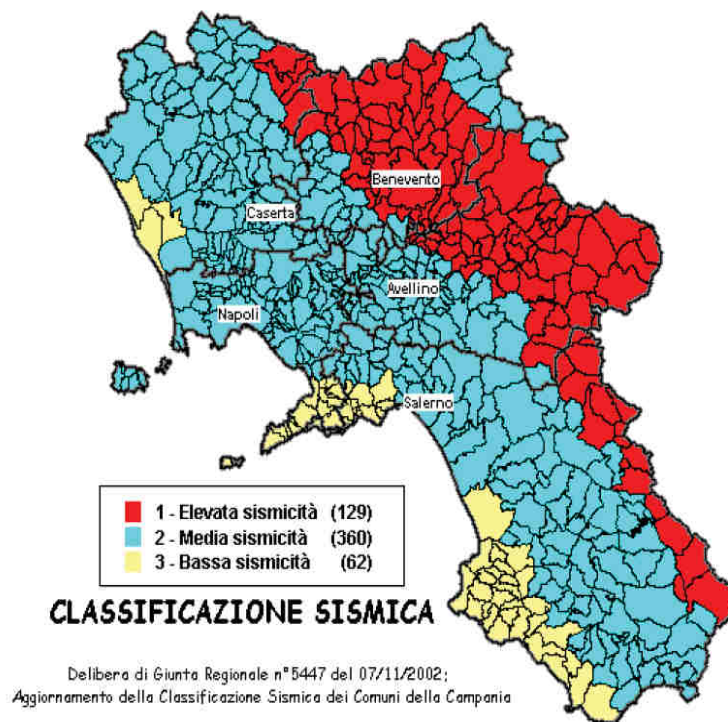 Benevento
Caserta
Avellino
Napoli
Salerno
1 - Elevata sismicità (129)
2 - Media sismicità (360)
3 - Bassa sismicità (62)
CLASSIFICAZIONE SISMICA
Delibera di Giunta Regionale n°5447 del 07/11/2002;
Aggiornamento della Classificazione Sismica dei Comuni della Campania